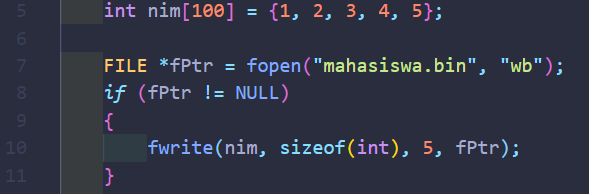 5 int nim[100] = {1, 2, 3, 4, 5};
6
7 FILE *fPtr = fopen("mahasiswa.bin", "wb");
8 if (fPtr != NULL)
9 {
10 fwrite(nim, sizeof(int), 5, fPtr);
11 }